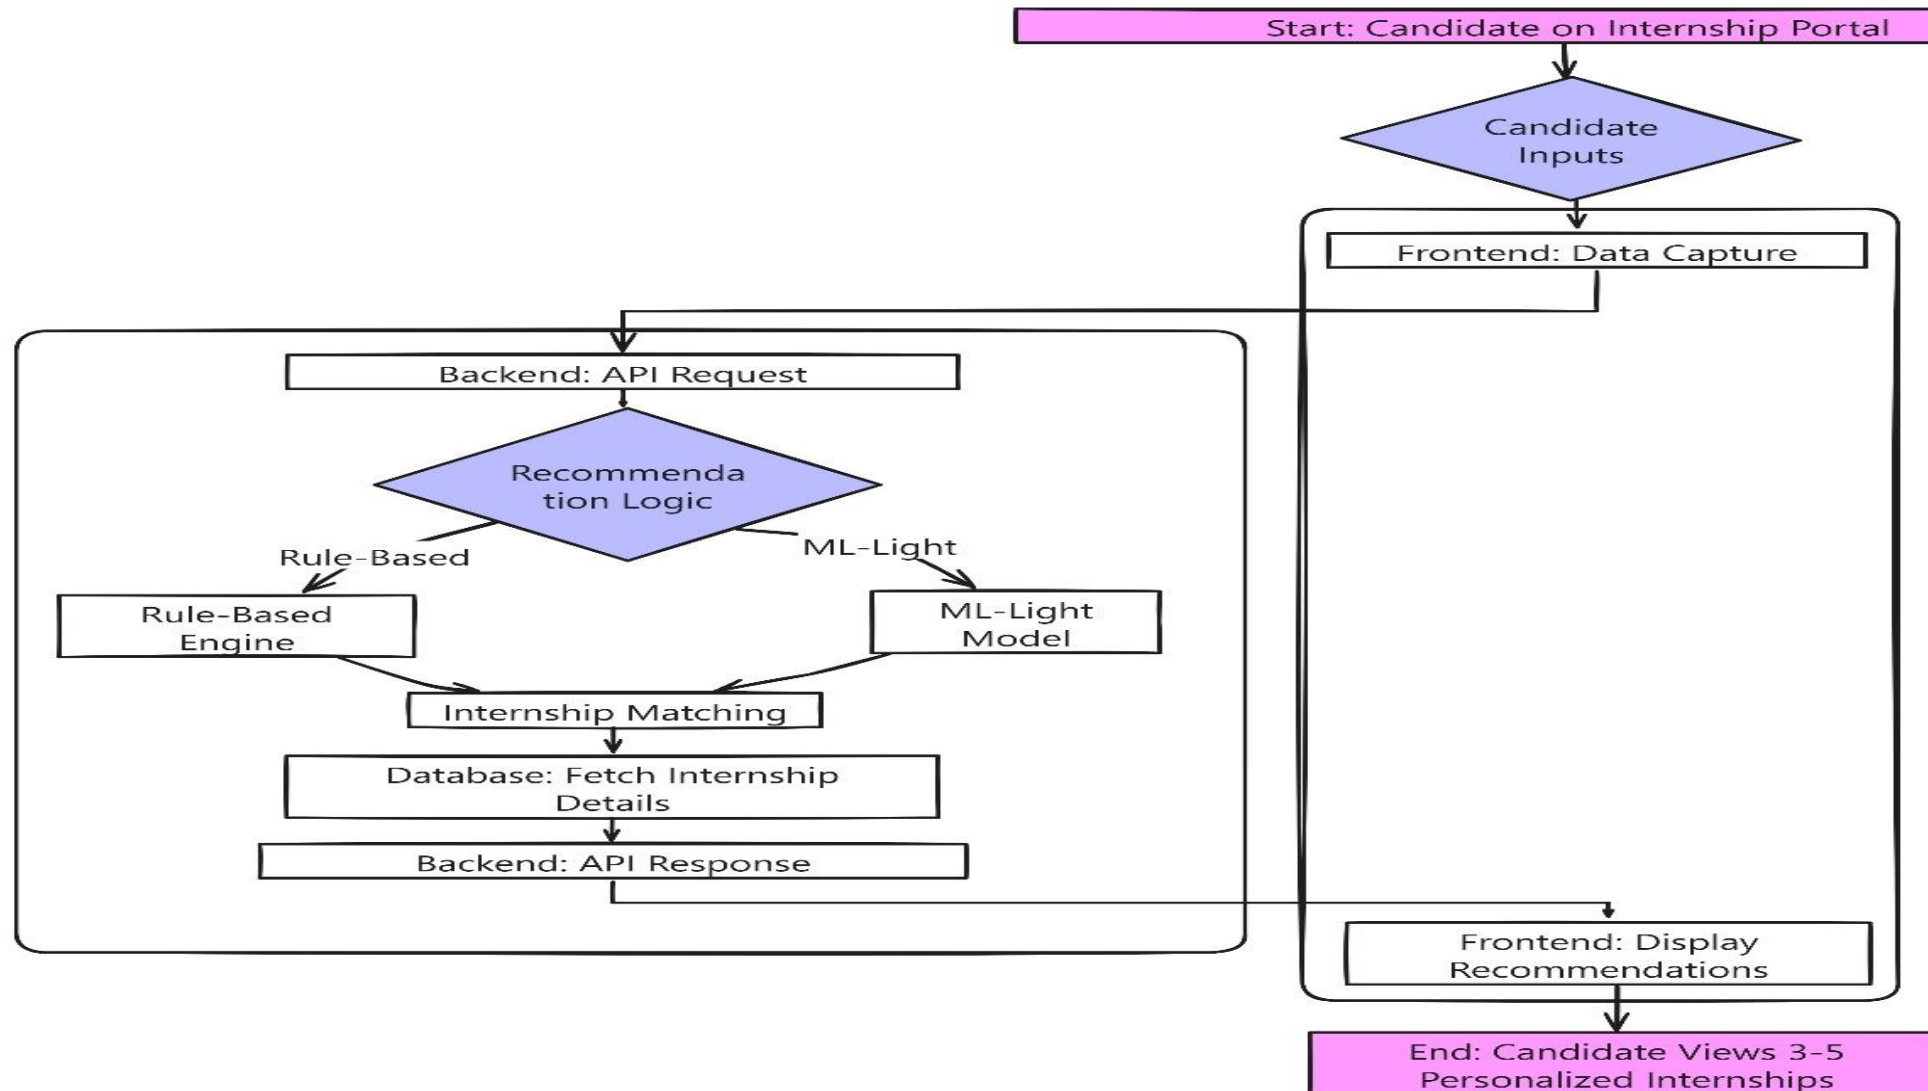 Start: Candidate on Internship Portal
Candidate
Inputs
Frontend: Data Capture
Backend: API Request
Recommenda
tion Logic
Rule-Based
ML-Light
Rule-Based
Engine
ML-Light
Model
Internship Matching
Database: Fetch Internship
Details
Backend: API Response
Frontend: Display
Recommendations
End: Candidate Views 3-5
Personalized Internships